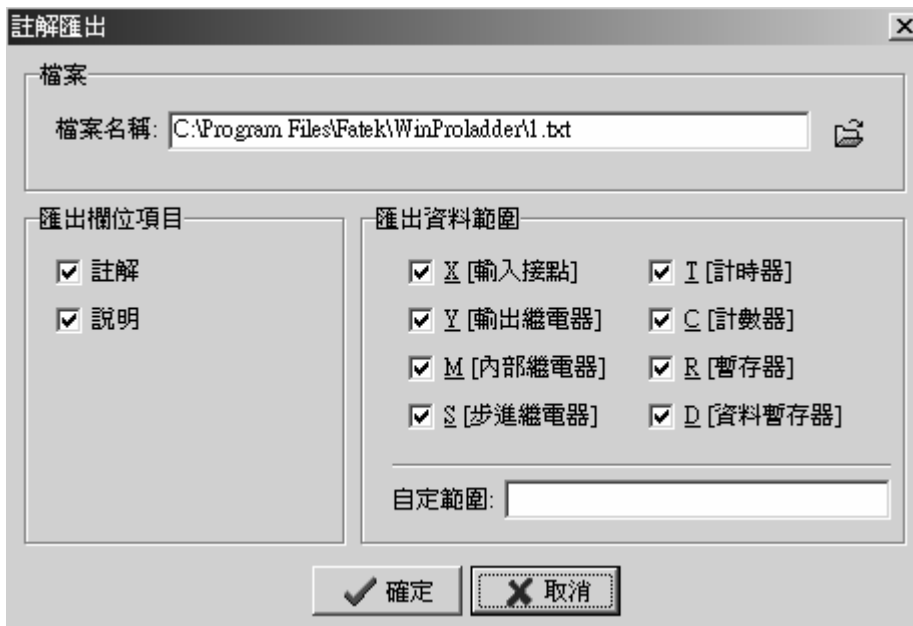 註解匯出
檔案
檔案名稱: C:\Program Files\Fatek\WinProladder\1.txt
匯出欄位項目
註解
說明
匯出資料範圍
X [輸入接點]
T [計時器]
Y [輸出繼電器]
C [計數器]
M [內部繼電器]
R [暫存器]
S [步進繼電器]
D [資料暫存器]
自定範圍:
確定
取消